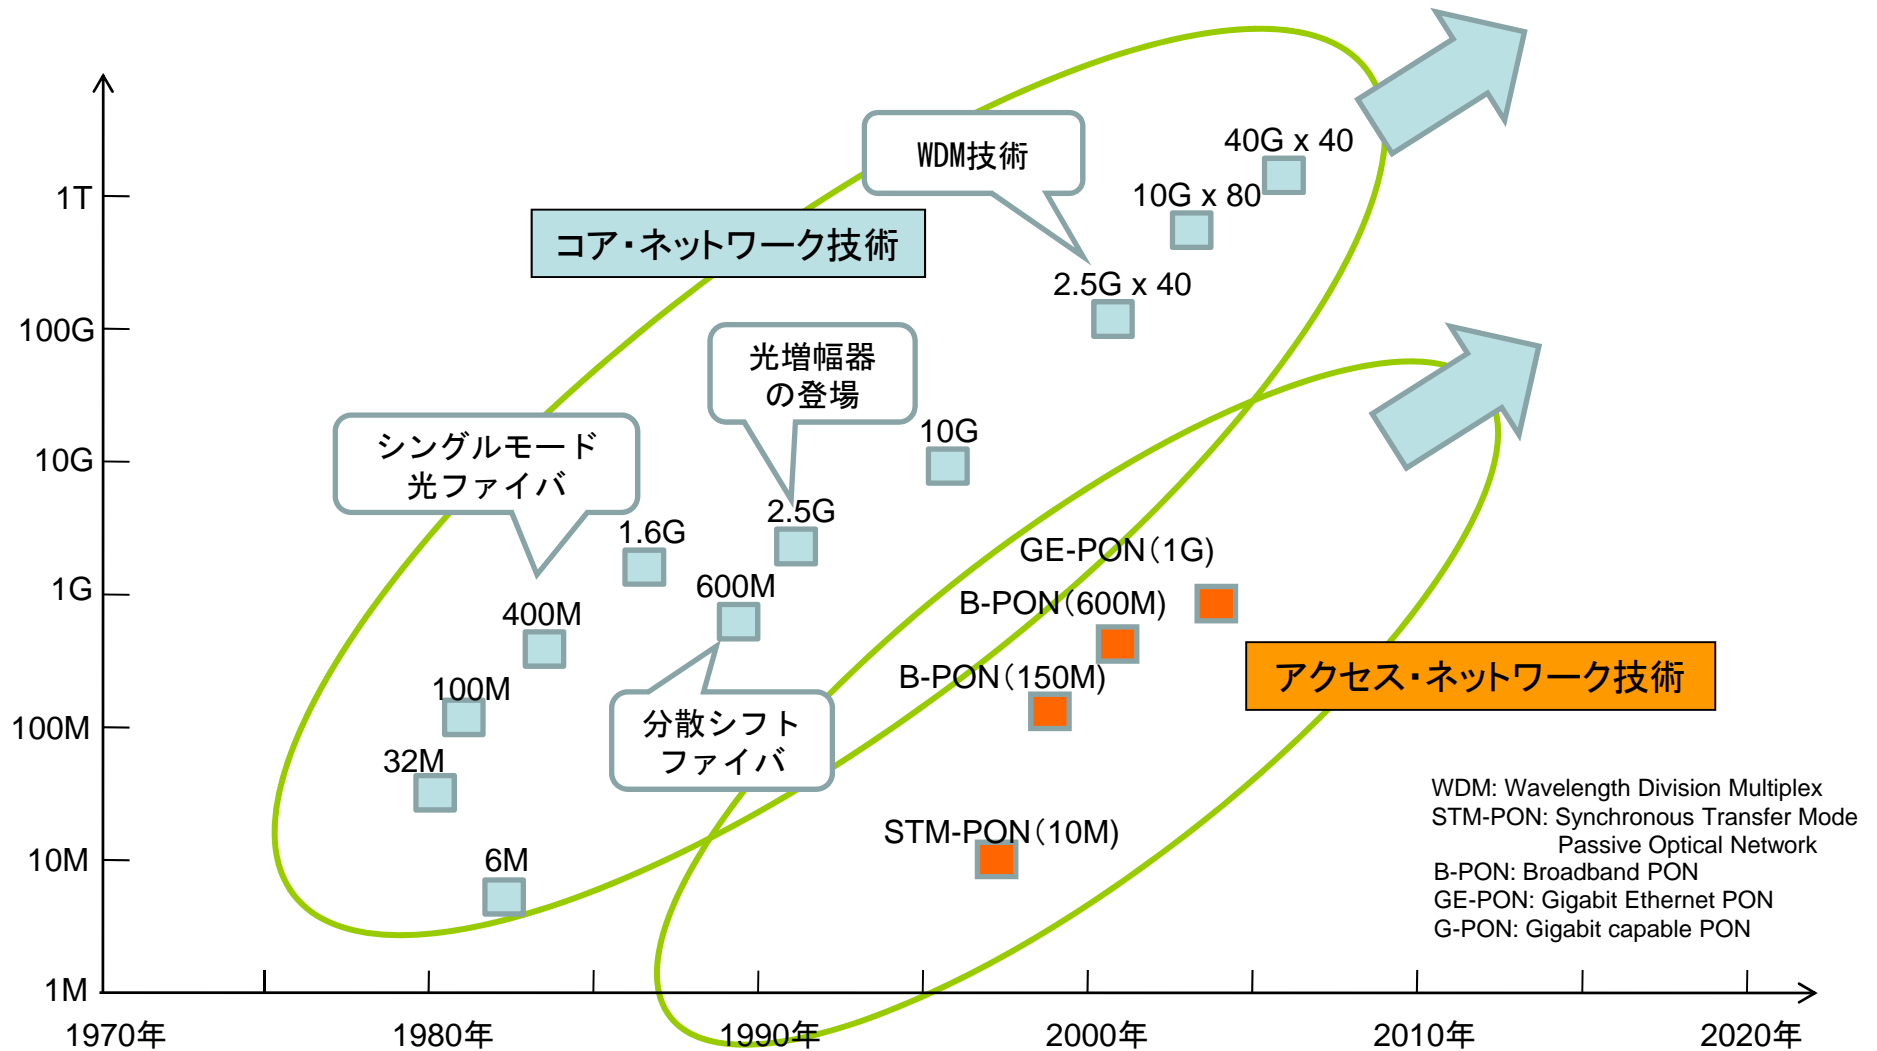 40G x 40
WDM技術
10G x 80
1T
コア・ネットワーク技術
2.5G x 40
100G
光増幅器
の登場
シングルモード
光ファイバ
10G
10G
2.5G
1.6G
GE-PON(1G)
1G
600M
B-PON(600M)
400M
B-PON(150M)
アクセス・ネットワーク技術
100M
分散シフト
ファイバ
100M
32M
WDM: Wavelength Division Multiplex
STM-PON: Synchronous Transfer Mode
Passive Optical Network
B-PON: Broadband PON
GE-PON: Gigabit Ethernet PON
G-PON: Gigabit capable PON
STM-PON(10M)
10M
6M
1M
1970年
1980年
1990年
2000年
2010年
2020年